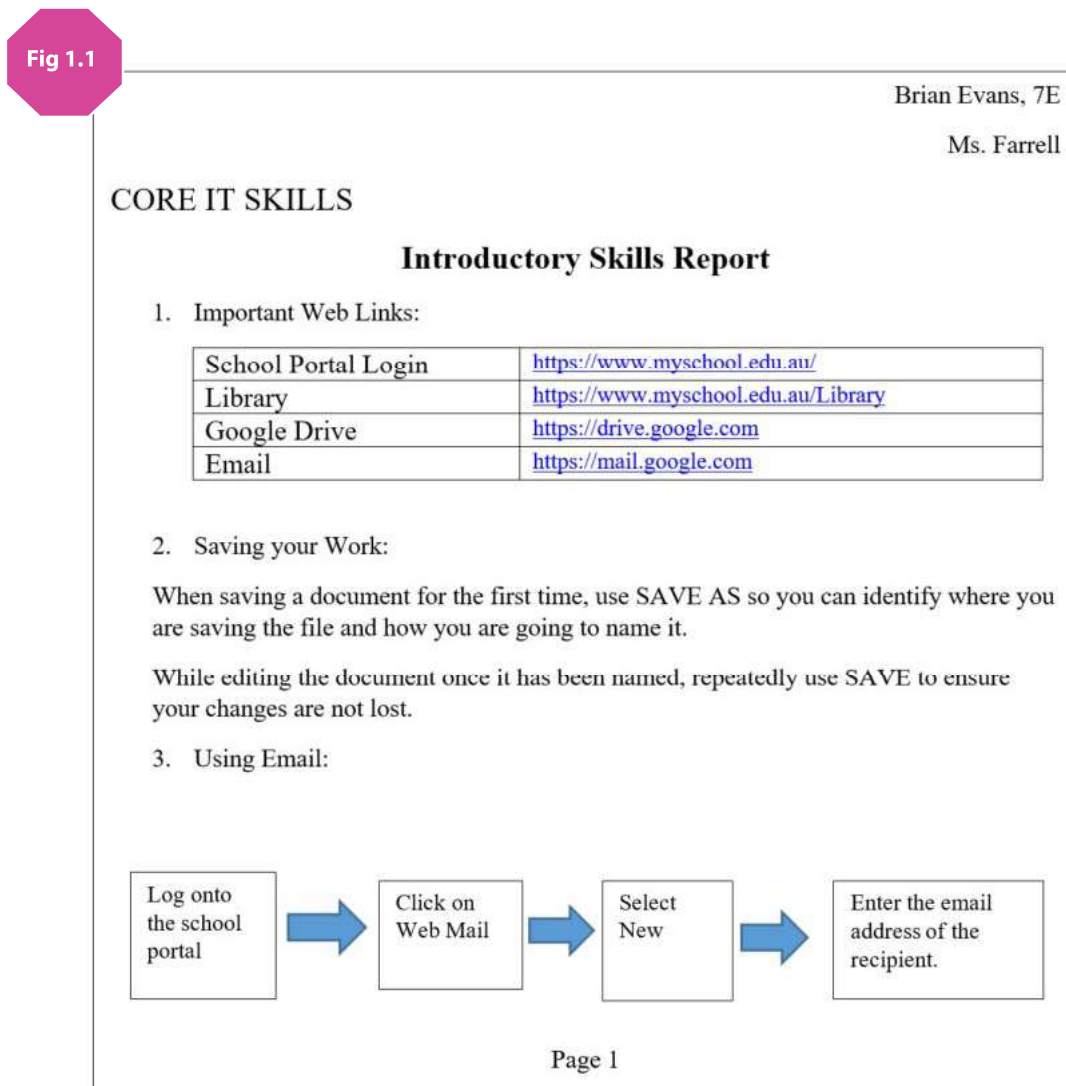 Fig 1.1
Brian Evans, 7E
Ms. Farrell
CORE IT SKILLS
Introductory Skills Report
1. Important Web Links:
School Portal Login https://www.myschool.edu.au/
Library https://www.myschool.edu.au/Library
Google Drive https://drive.google.com
Email https://mail.google.com
2. Saving your Work:
When saving a document for the first time, use SAVE AS so you can identify where you
are saving the file and how you are going to name it.
While editing the document once it has been named, repeatedly use SAVE to ensure
your changes are not lost.
3. Using Email:
Log onto
the school
portal
Click on
Web Mail
Select
New
Enter the email
address of the
recipient.
Page 1